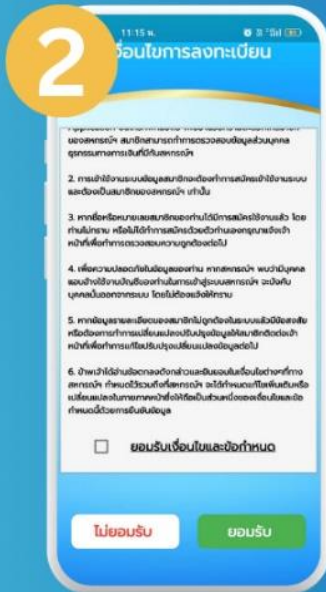 2
11:15 น.
เงื่อนไขการลงทะเบียน
ของสหกรณ์ฯ สมาชิกสามารถทำการตรวจสอบข้อมูลส่วนบุคคล
ธุรกรรมทางการเงินที่มีกับสหกรณ์ฯ
2. การเข้าใช้งานระบบข้อมูลสมาชิกจะต้องทำการสมัครเข้าใช้งานระบบ
และต้องเป็นสมาชิกของสหกรณ์ฯ เท่านั้น
3. หากชื่อหรือหมายเลขสมาชิกของท่านได้มีการสมัครใช้งานแล้ว โดย
ท่านไม่ทราบ หรือไม่ได้ทำการสมัครด้วยตัวท่านเองกรุณาแจ้งเจ้า
หน้าที่เพื่อทำการตรวจสอบความถูกต้องต่อไป
4. เพื่อความปลอดภัยในข้อมูลของท่าน หากสหกรณ์ฯ พบว่ามีบุคคล
แอบอ้างใช้งานบัญชีของท่านในการเข้าสู่ระบบสหกรณ์ฯ จะบังคับ
บุคคลนั้นออกจากระบบ โดยไม่ต้องแจ้งให้ทราบ
5. หากข้อมูลรายละเอียดของสมาชิกไม่ถูกต้องในระบบแล้วมีข้อสงสัย
หรือต้องการทำการเปลี่ยนแปลงปรับปรุงข้อมูลให้สมาชิกติดต่อเจ้า
หน้าที่เพื่อทำการแก้ไขปรับปรุงเปลี่ยนแปลงข้อมูลต่อไป
6. ข้าพเจ้าได้อ่านข้อตกลงดังกล่าวและยินยอมในเงื่อนไขต่างๆที่ทาง
สหกรณ์ฯ กำหนดไว้รวมถึงที่สหกรณ์ฯ จะได้กำหนดแก้ไขเพิ่มเติมหรือ
เปลี่ยนแปลงในภายภาคหน้าซึ่งให้ถือเป็นส่วนหนึ่งของเงื่อนไขและข้อ
กำหนดนี้ด้วยการยืนยันข้อมูล
ยอมรับเงื่อนไขและข้อกำหนด
ไม่ยอมรับ
ยอมรับ